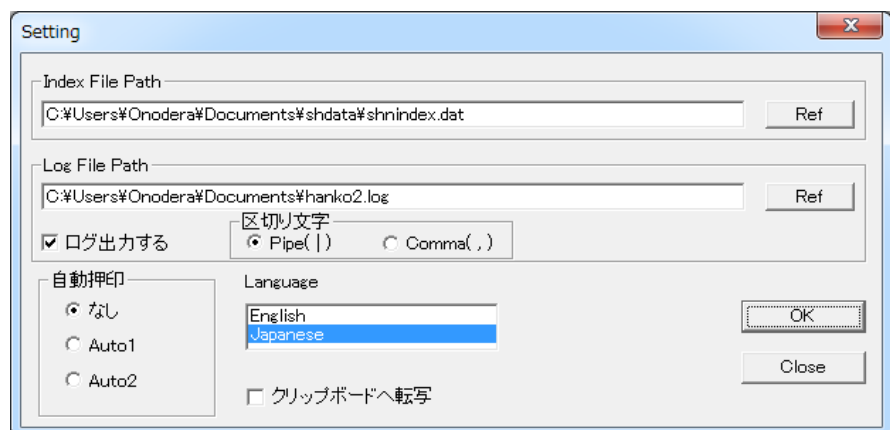 Setting
Index File Path
C:¥Users¥Onodera¥Documents¥shdata¥shnindex.dat
Ref
Log File Path
C:¥Users¥Onodera¥Documents¥hanko2.log
Ref
ログ出力する
区切り文字
Pipe(|)
Comma(,)
自動押印
なし
Auto1
Auto2
Language
English
Japanese
クリップボードへ転写
OK
Close